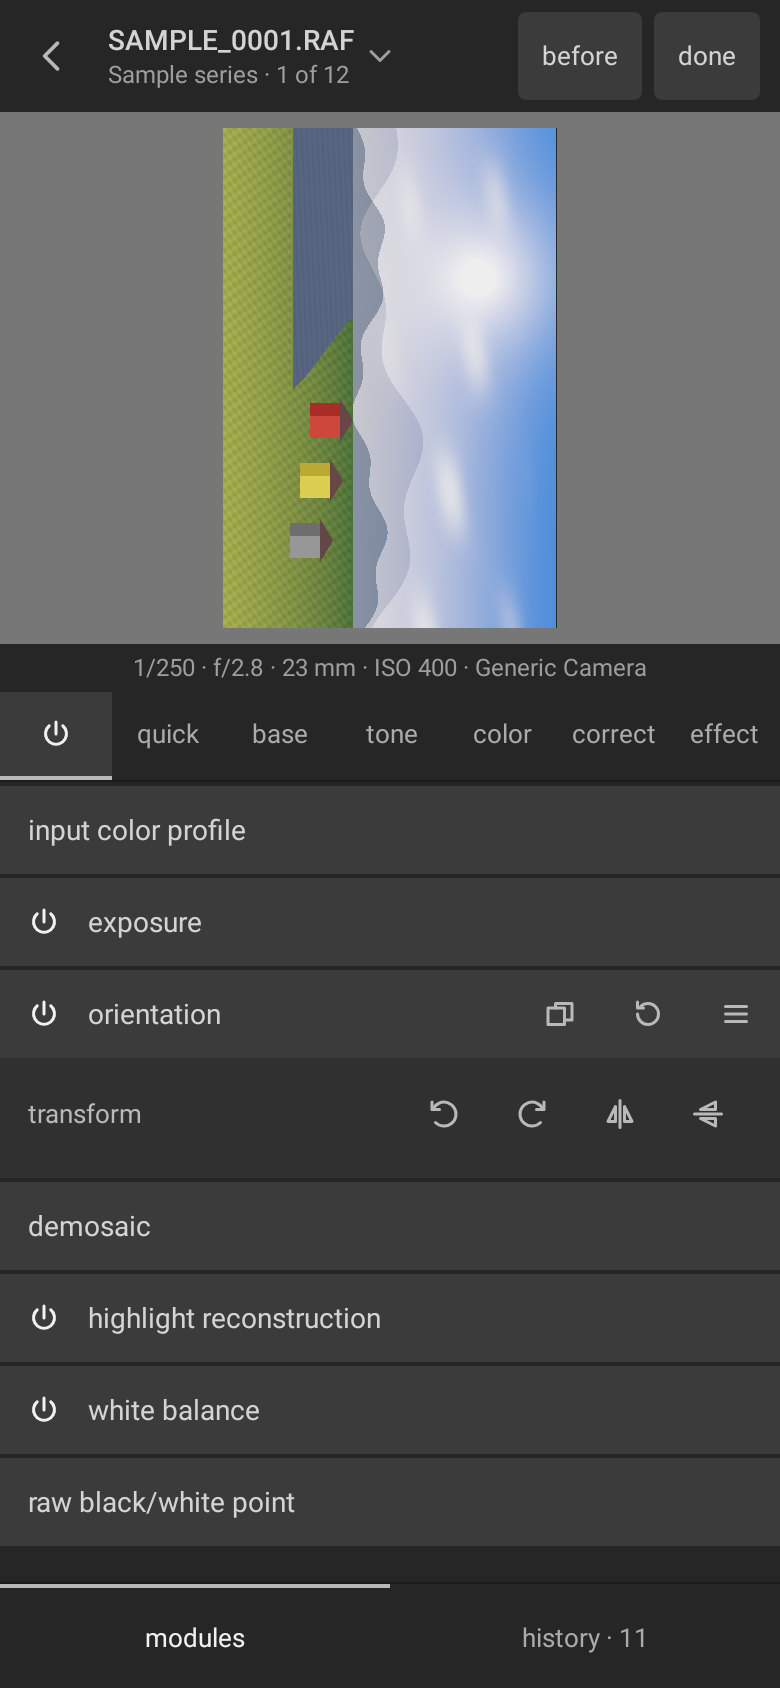 SAMPLE_0001.RAF
Sample series · 1 of 12
before
done
1/250 · f/2.8 · 23 mm · ISO 400 · Generic Camera
quick base tone color correct effect
input color profile
exposure
orientation
transform
demosaic
highlight reconstruction
white balance
raw black/white point
modules
history · 11